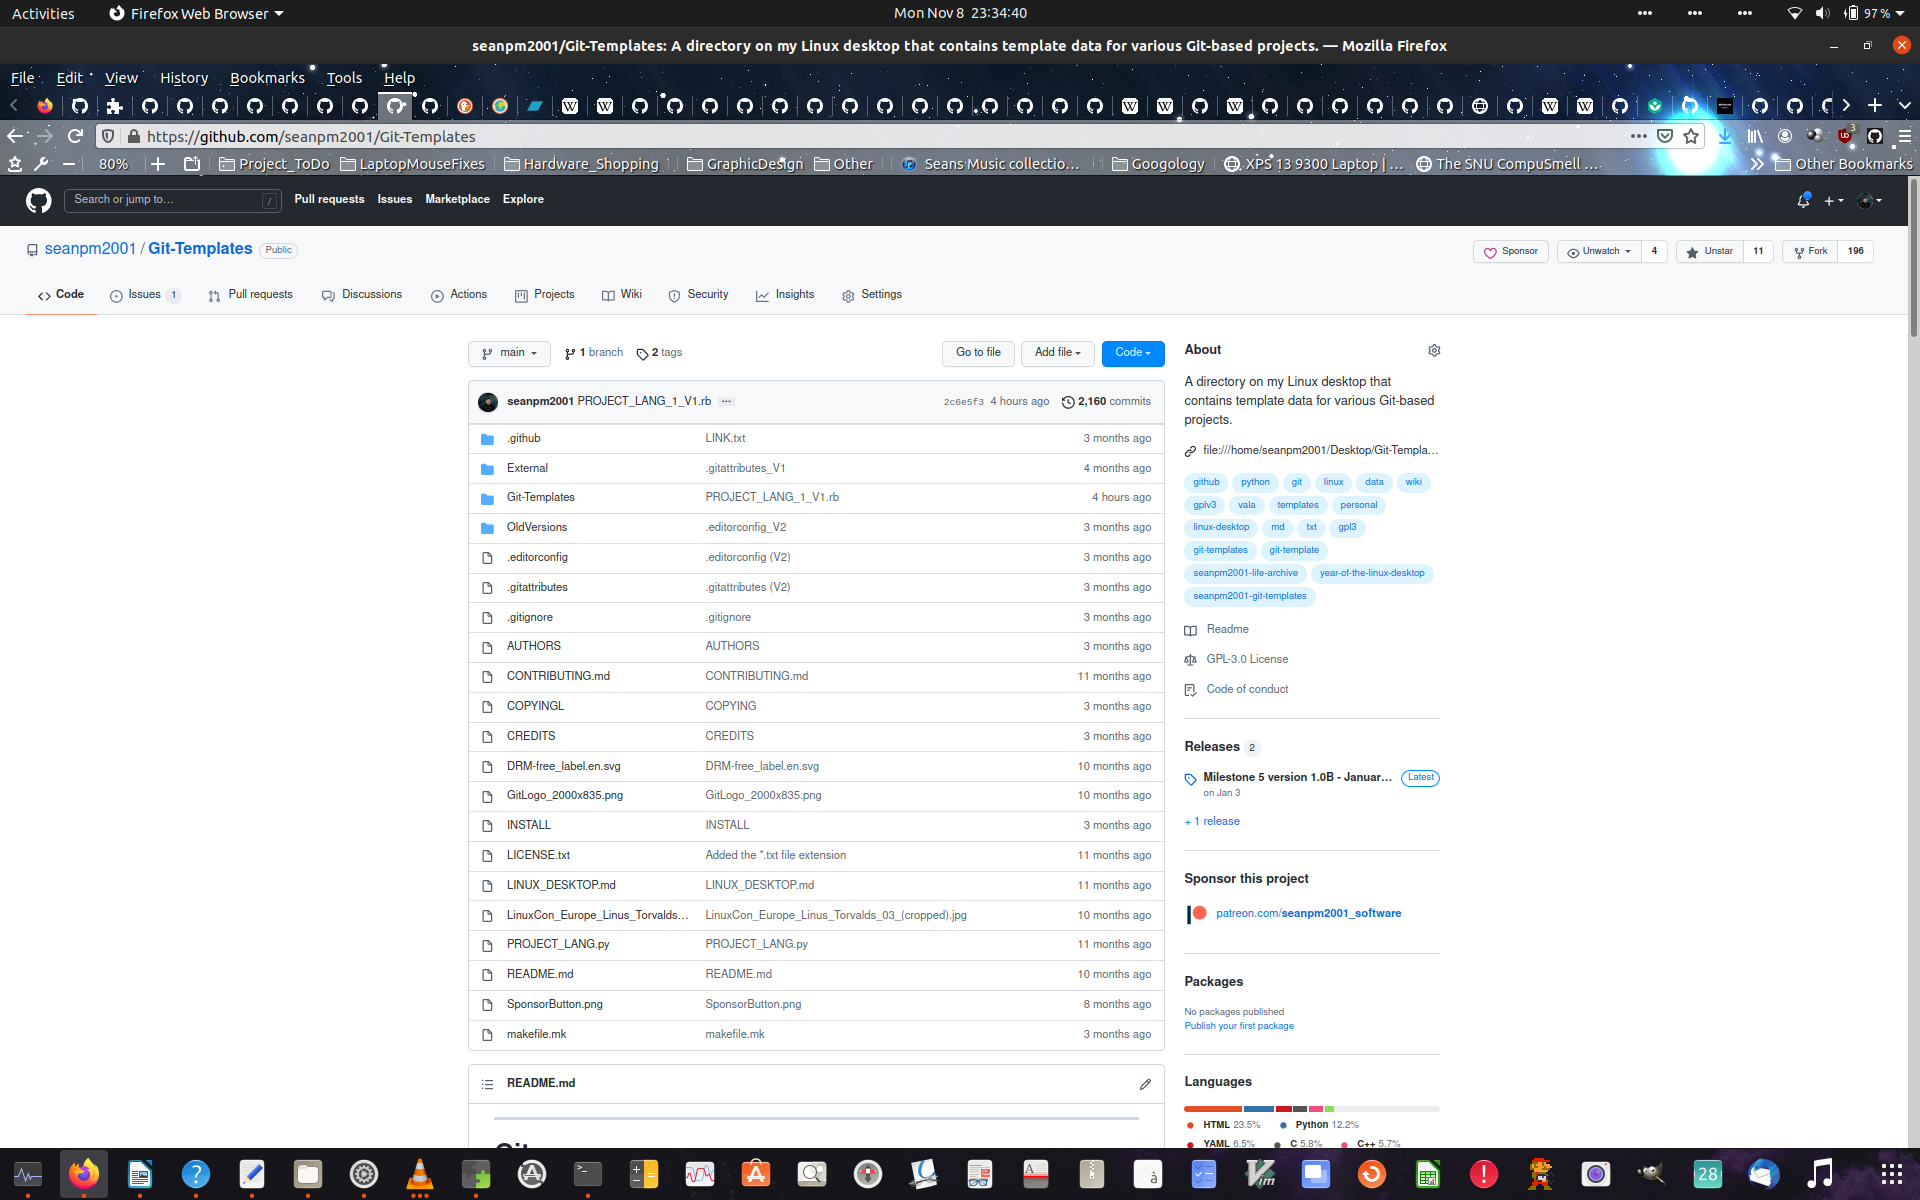 Activities
Firefox Web Browser
Mon Nov 8 23:34:40
97 %
seanpm2001/Git-Templates: A directory on my Linux desktop that contains template data for various Git-based projects. — Mozilla Firefox
File Edit View History Bookmarks Tools Help
https://github.com/seanpm2001/Git-Templates
3
80%
Project_ToDo
LaptopMouseFixes
Hardware_Shopping
GraphicDesign
Other
Seans Music collectio…
Googology
XPS 13 9300 Laptop | …
The SNU CompuSmell …
Other Bookmarks
Search or jump to…
/
Pull requests Issues Marketplace Explore
seanpm2001 / Git-Templates
Public
Sponsor
Unwatch 4
Unstar 11
Fork 196
Code
Issues 1
Pull requests
Discussions
Actions
Projects
Wiki
Security
Insights
Settings
main
1 branch
2 tags
Go to file
Add file
Code
seanpm2001 PROJECT_LANG_1_V1.rb
2c6e5f3 4 hours ago
2,160 commits
.github LINK.txt 3 months ago
External .gitattributes_V1 4 months ago
Git-Templates PROJECT_LANG_1_V1.rb 4 hours ago
OldVersions .editorconfig_V2 3 months ago
.editorconfig .editorconfig (V2) 3 months ago
.gitattributes .gitattributes (V2) 3 months ago
.gitignore .gitignore 3 months ago
AUTHORS AUTHORS 3 months ago
CONTRIBUTING.md CONTRIBUTING.md 11 months ago
COPYINGL COPYING 3 months ago
CREDITS CREDITS 3 months ago
DRM-free_label.en.svg DRM-free_label.en.svg 10 months ago
GitLogo_2000x835.png GitLogo_2000x835.png 10 months ago
INSTALL INSTALL 3 months ago
LICENSE.txt Added the *.txt file extension 11 months ago
LINUX_DESKTOP.md LINUX_DESKTOP.md 11 months ago
LinuxCon_Europe_Linus_Torvalds… LinuxCon_Europe_Linus_Torvalds_03_(cropped).jpg 10 months ago
PROJECT_LANG.py PROJECT_LANG.py 11 months ago
README.md README.md 10 months ago
SponsorButton.png SponsorButton.png 8 months ago
makefile.mk makefile.mk 3 months ago
README.md
About
A directory on my Linux desktop that
contains template data for various Git-based
projects.
file:///home/seanpm2001/Desktop/Git-Templa…
github python git linux data wiki
gplv3 vala templates personal
linux-desktop md txt gpl3
git-templates git-template
seanpm2001-life-archive year-of-the-linux-desktop
seanpm2001-git-templates
Readme
GPL-3.0 License
Code of conduct
Releases 2
Milestone 5 version 1.0B - Januar… Latest
on Jan 3
+ 1 release
Sponsor this project
patreon.com/seanpm2001_software
Packages
No packages published
Publish your first package
Languages
HTML 23.5%
Python 12.2%
YAML 6.5%
C 5.8%
C++ 5.7%
28